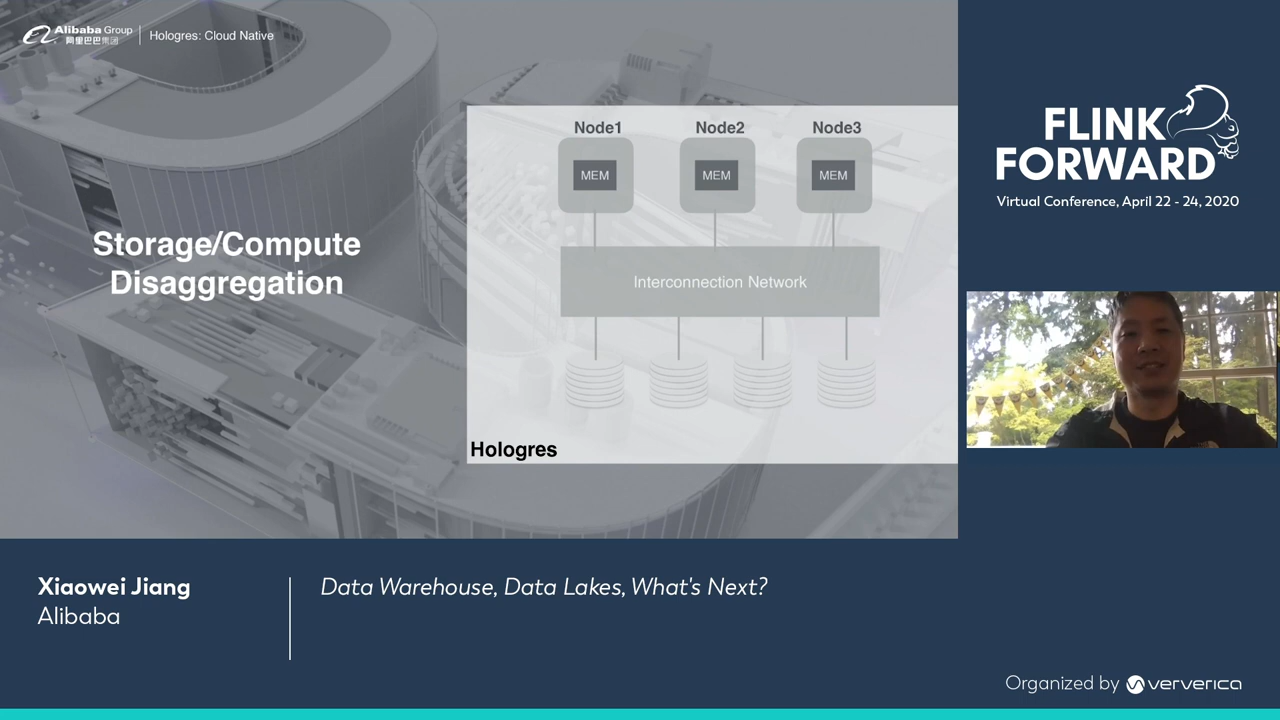 Alibaba Group
阿里巴巴集团
Hologres: Cloud Native
Storage/Compute
Disaggregation
Node1
Node2
Node3
MEM
MEM
MEM
Interconnection Network
Hologres
FLINK
FORWARD
Virtual Conference, April 22 - 24, 2020
Xiaowei Jiang
Alibaba
Data Warehouse, Data Lakes, What's Next?
Organized by ververica